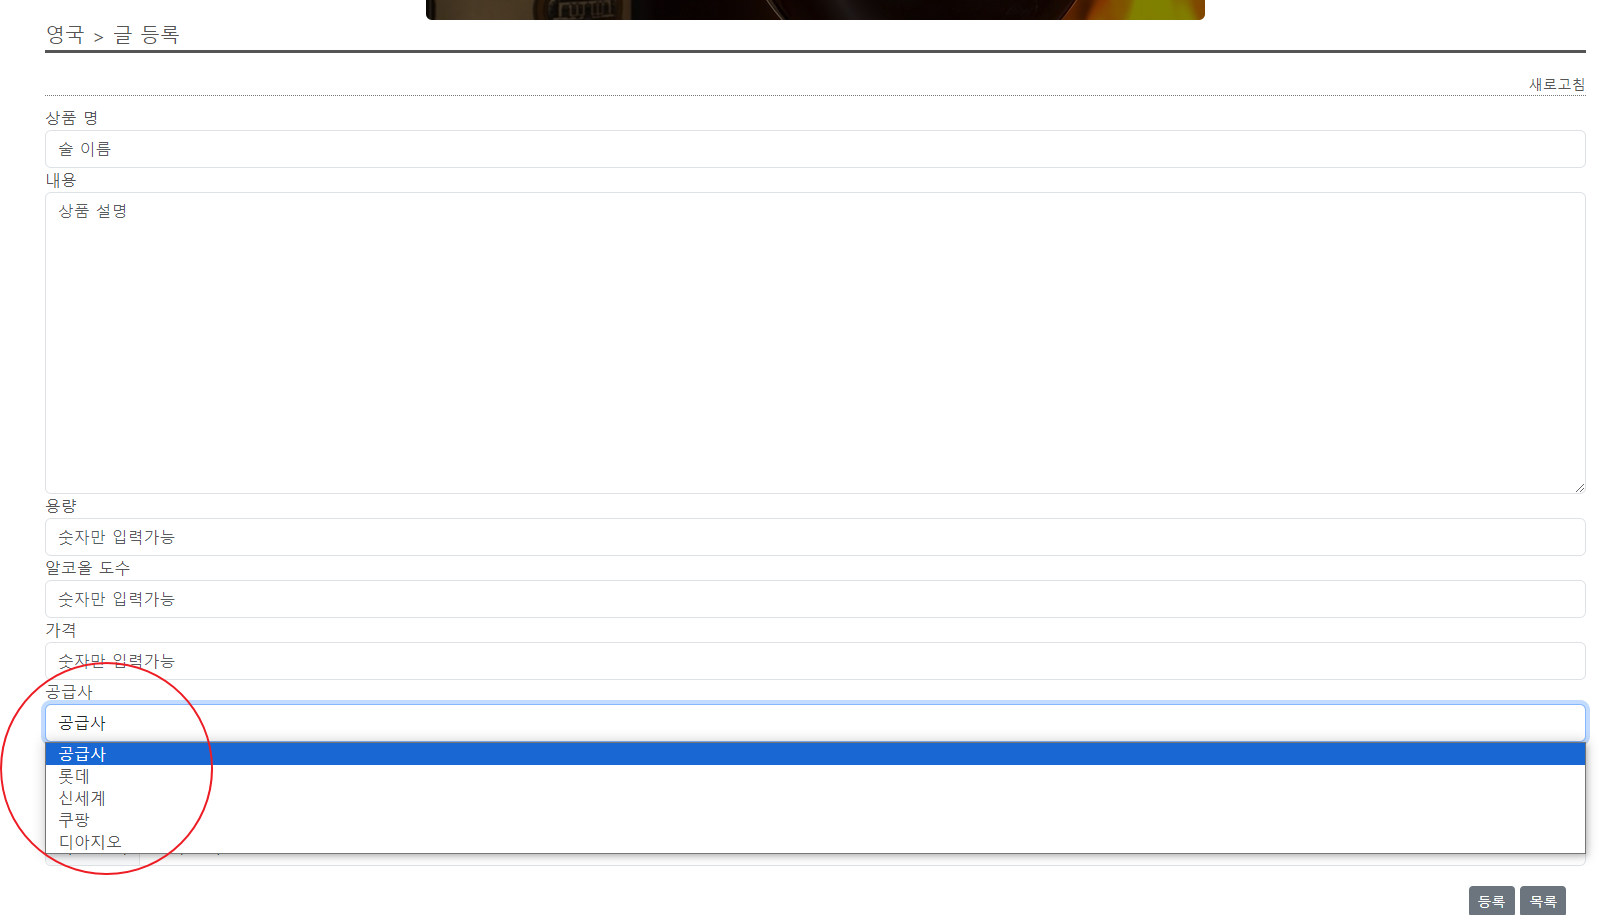 영국 > 글 등록
새로고침
상품 명
술 이름
내용
상품 설명
용량
숫자만 입력가능
알코올 도수
숫자만 입력가능
가격
숫자만 입력가능
공급사
공급사
공급사
롯데
신세계
쿠팡
디아지오
등록 목록